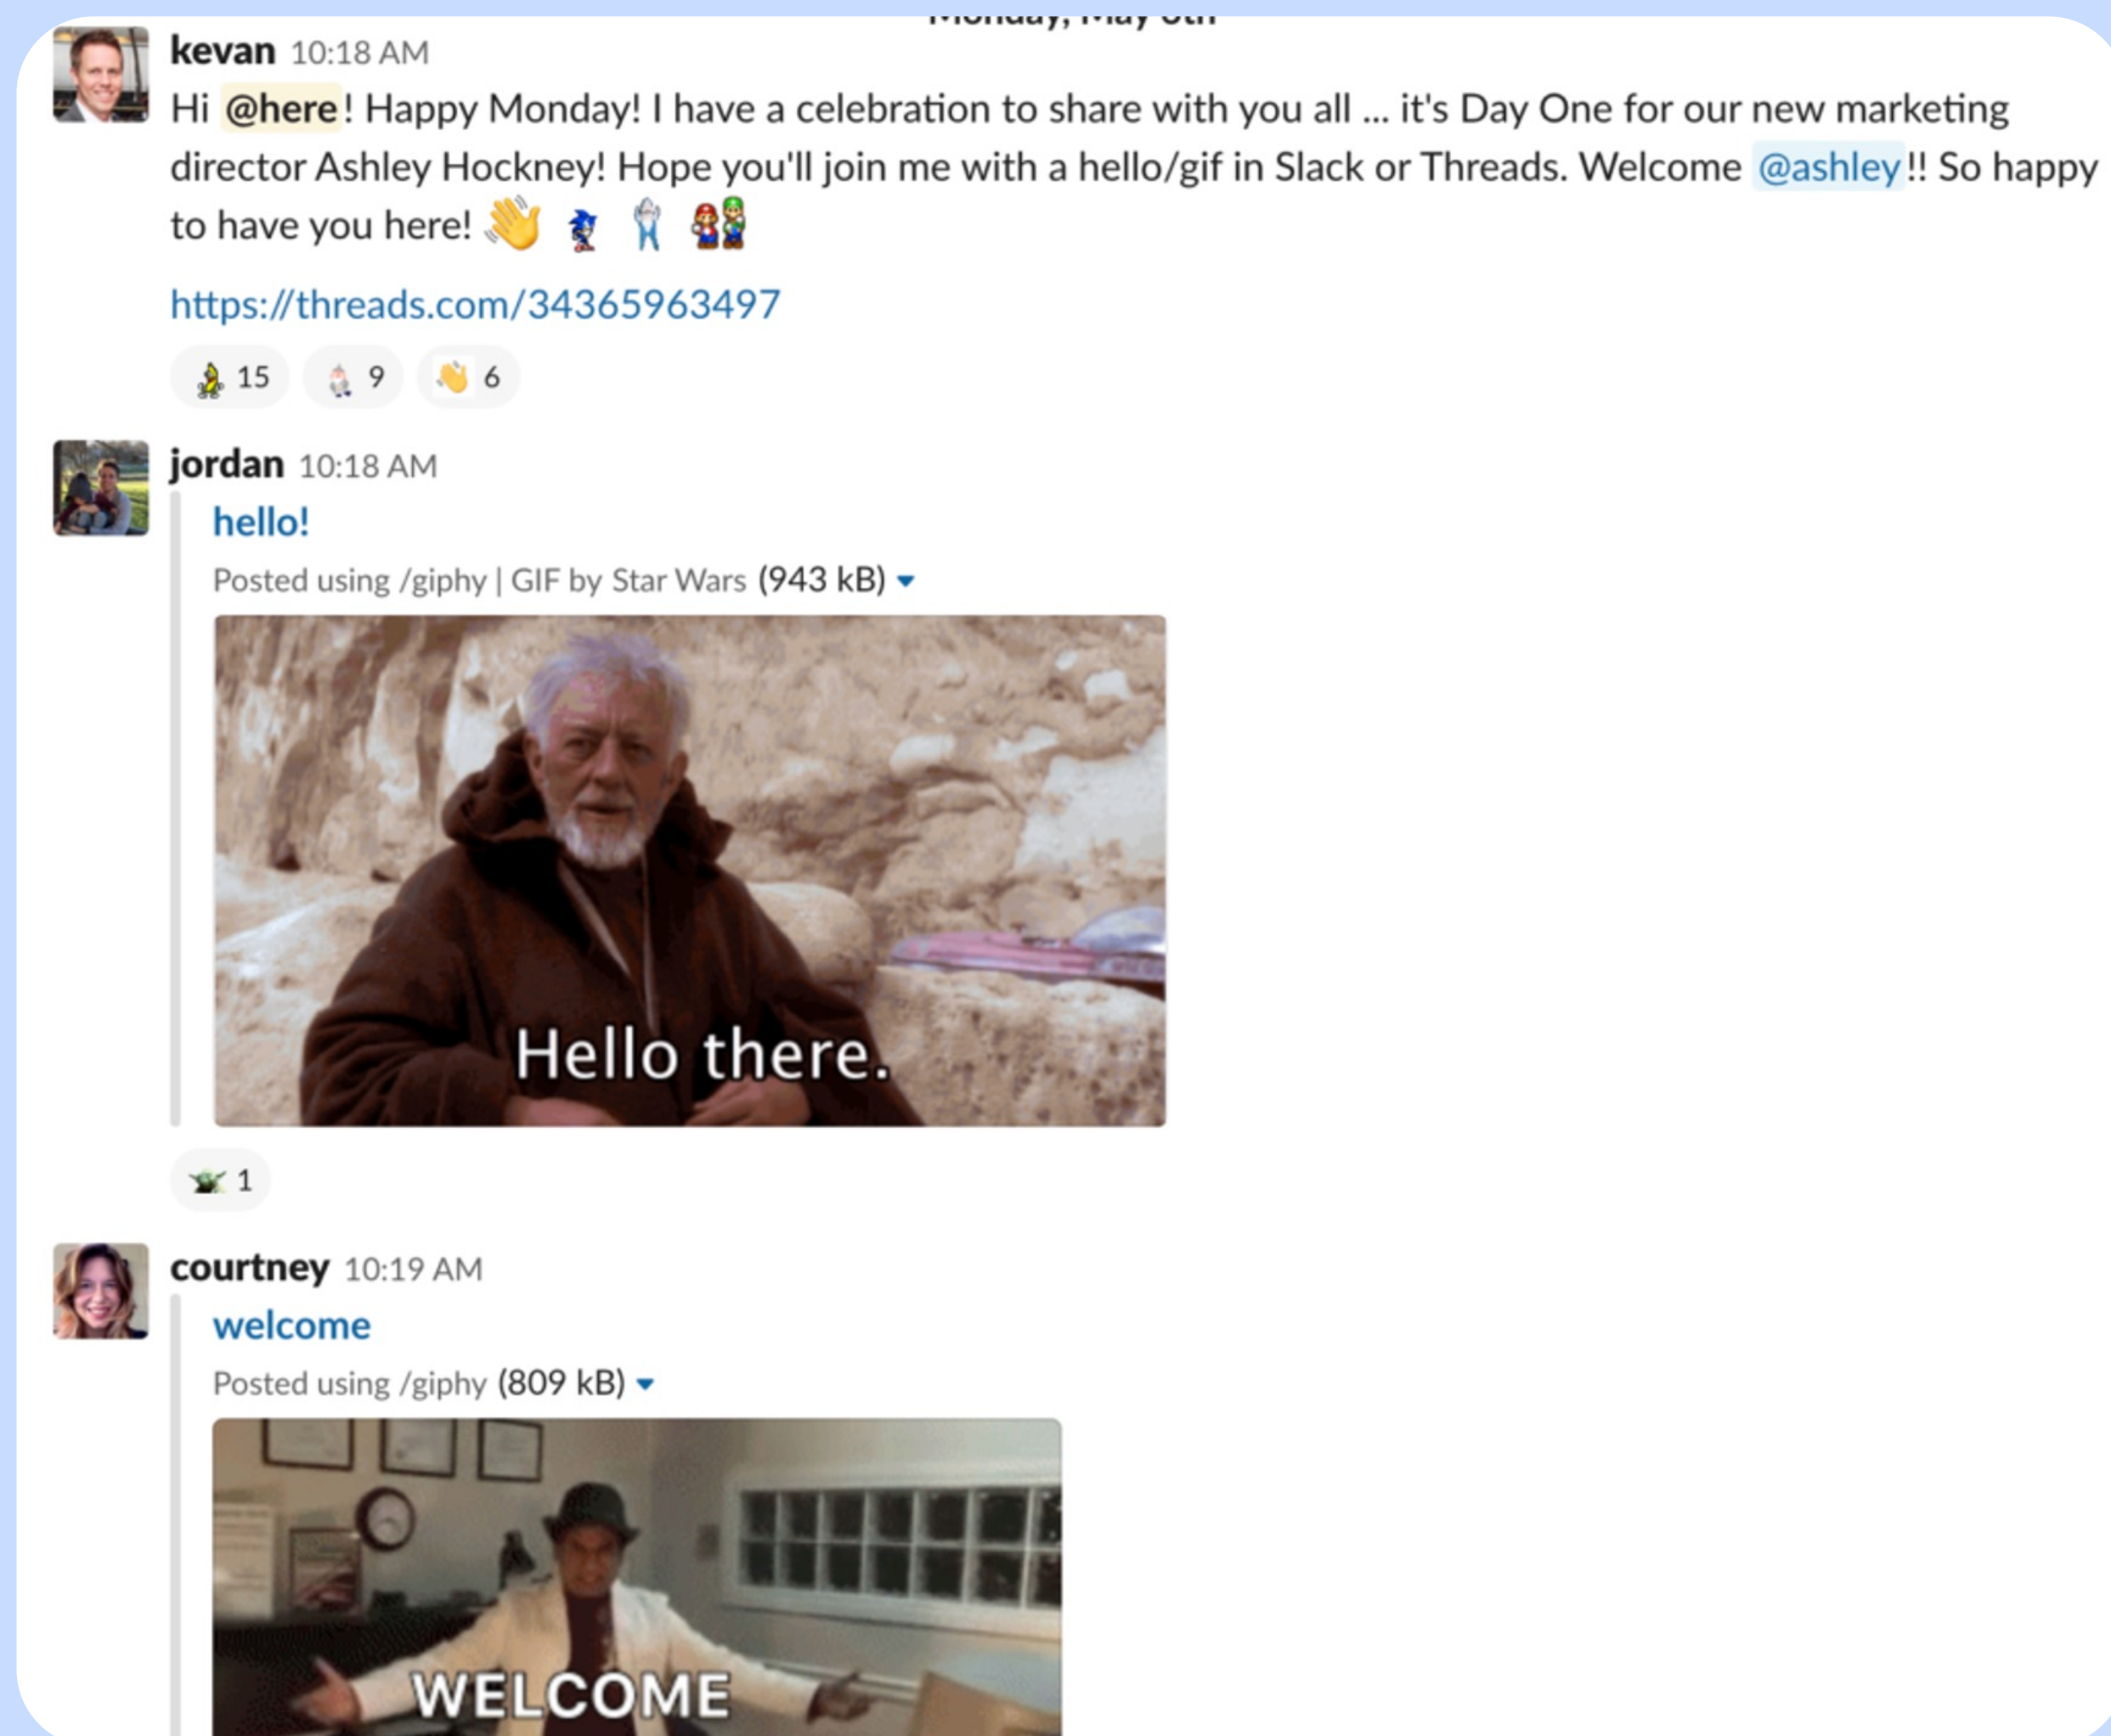 Monday, May 6th
kevan 10:18 AM
Hi @here! Happy Monday! I have a celebration to share with you all ... it's Day One for our new marketing
director Ashley Hockney! Hope you'll join me with a hello/gif in Slack or Threads. Welcome @ashley!! So happy
to have you here!
https://threads.com/34365963497
15 9 6
jordan 10:18 AM
hello!
Posted using /giphy | GIF by Star Wars (943 kB)
Hello there.
1
courtney 10:19 AM
welcome
Posted using /giphy (809 kB)
WELCOME